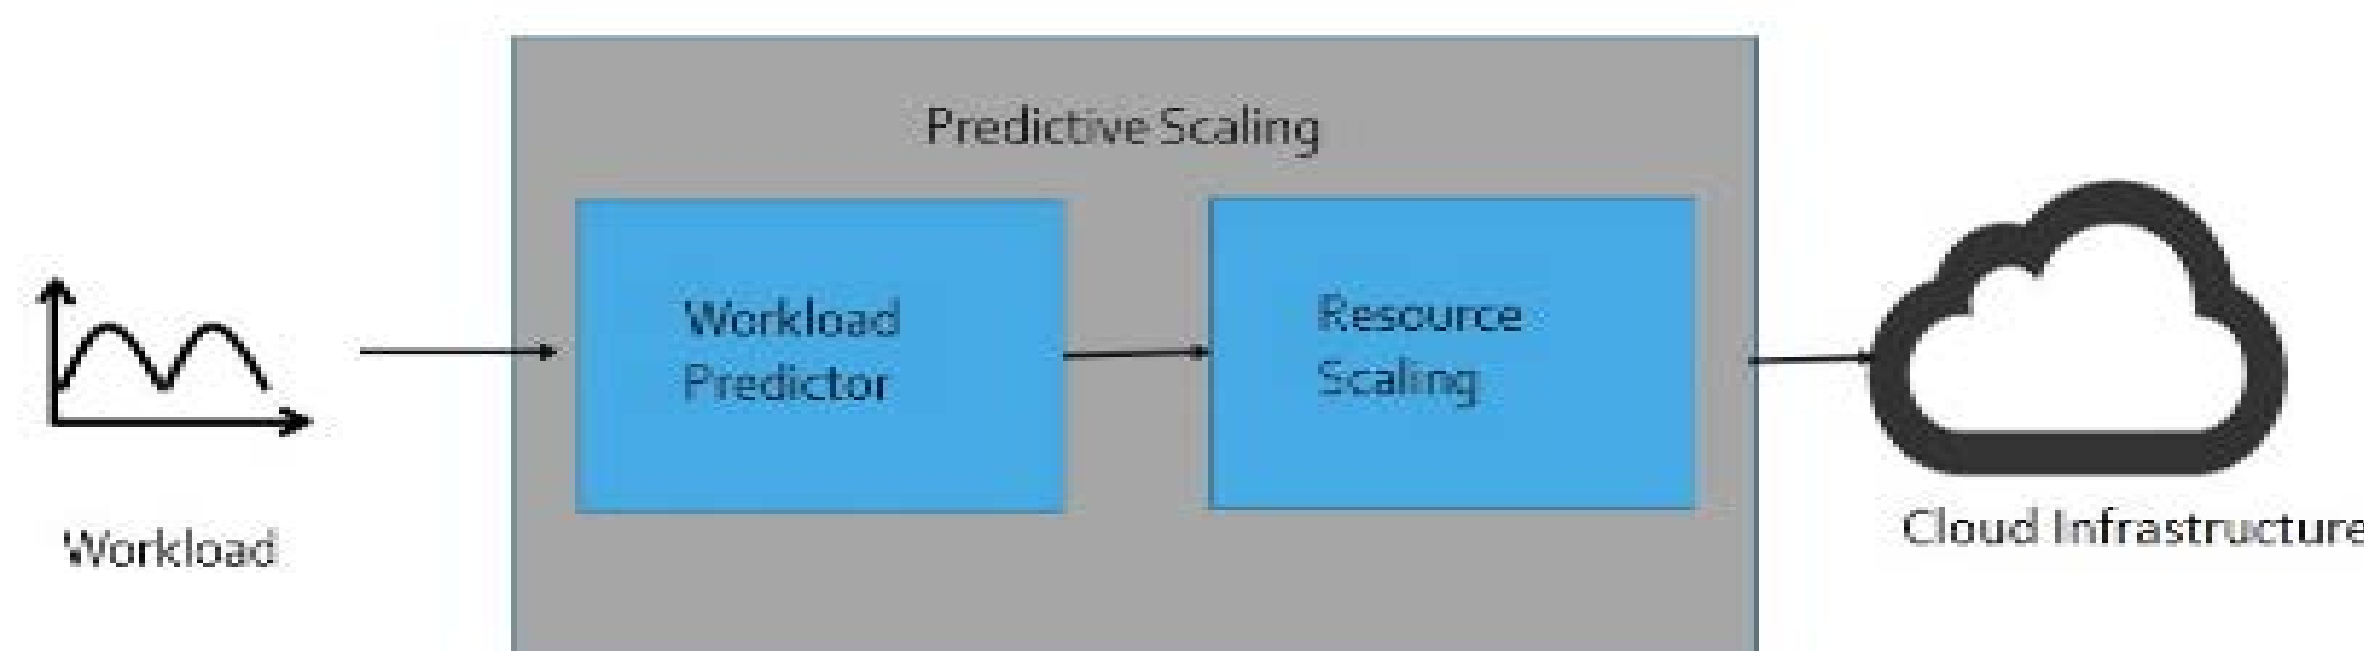 Predictive Scaling
Workload
Predictor
Resource
Scaling
Workload
Cloud Infrastructure